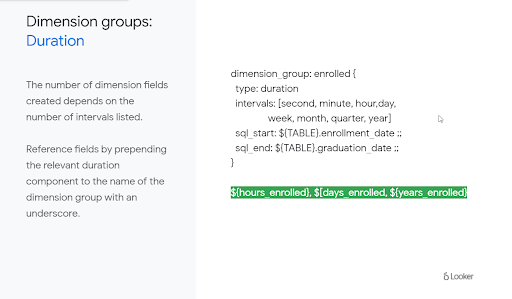 Dimension groups:
Duration
The number of dimension fields
created depends on the
number of intervals listed.
Reference fields by prepending
the relevant duration
component to the name of the
dimension group with an
underscore.
dimension_group: enrolled {
type: duration
intervals: [second, minute, hour,day,
week, month, quarter, year]
sql_start: ${TABLE}.enrollment_date ;;
sql_end: ${TABLE}.graduation_date ;;
}
${hours_enrolled}, $[days_enrolled, ${years_enrolled}
Looker